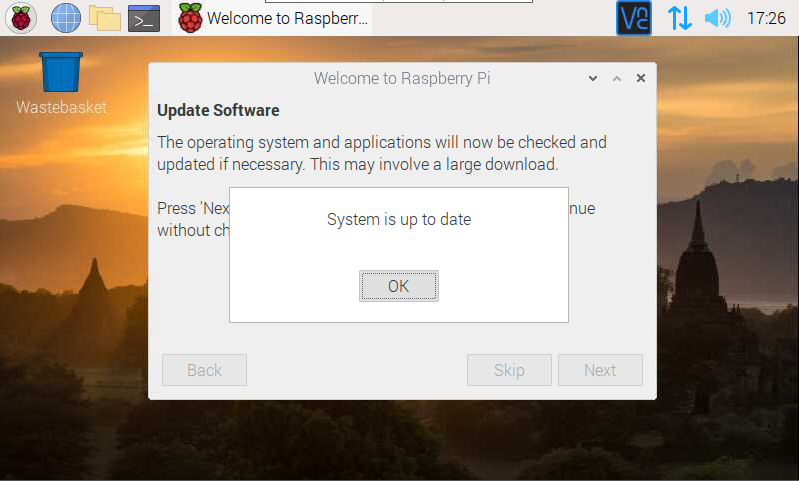 Welcome to Raspberr...
17:26
Wastebasket
Welcome to Raspberry Pi
Update Software
The operating system and applications will now be checked and
updated if necessary. This may involve a large download.
Press 'Nex
nue
without ch
System is up to date
OK
Back
Skip
Next